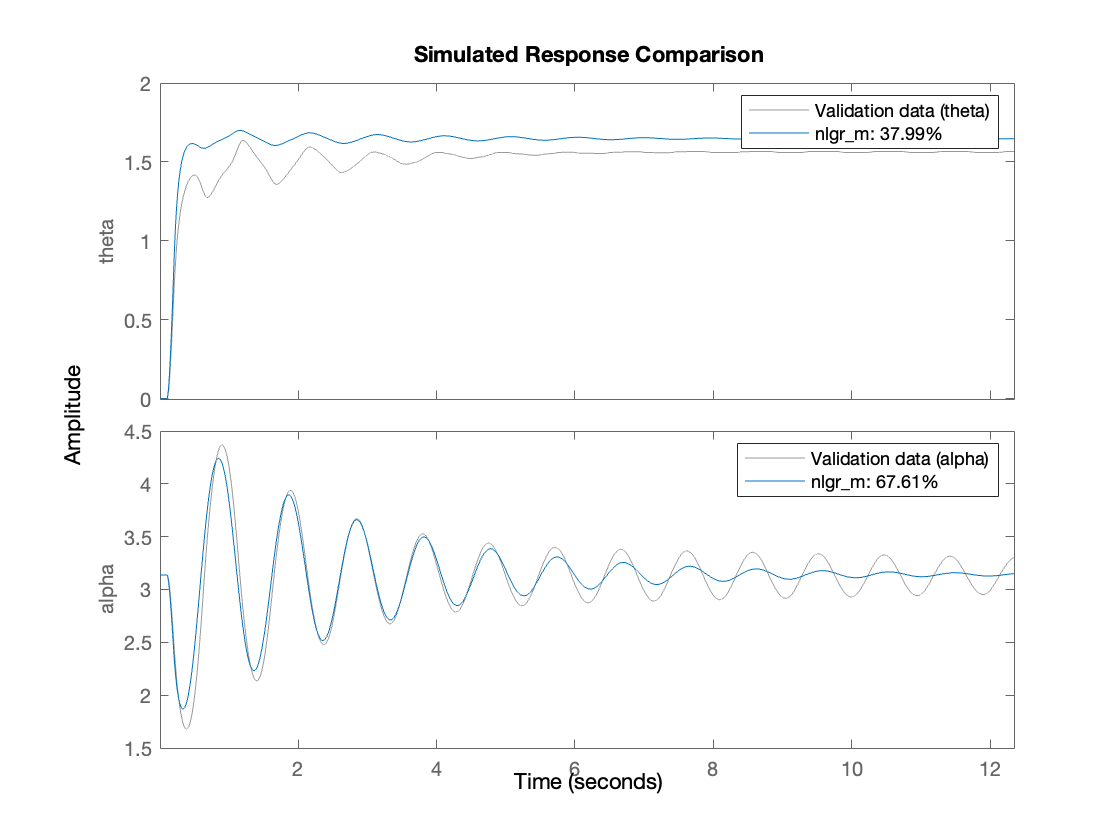 Simulated Response Comparison
2
1.5
1
0.5
0
theta
Validation data (theta)
nlgr_m: 37.99%
Amplitude
4.5
4
3.5
3
2.5
2
1.5
alpha
Validation data (alpha)
nlgr_m: 67.61%
2 4 6 8 10 12
Time (seconds)